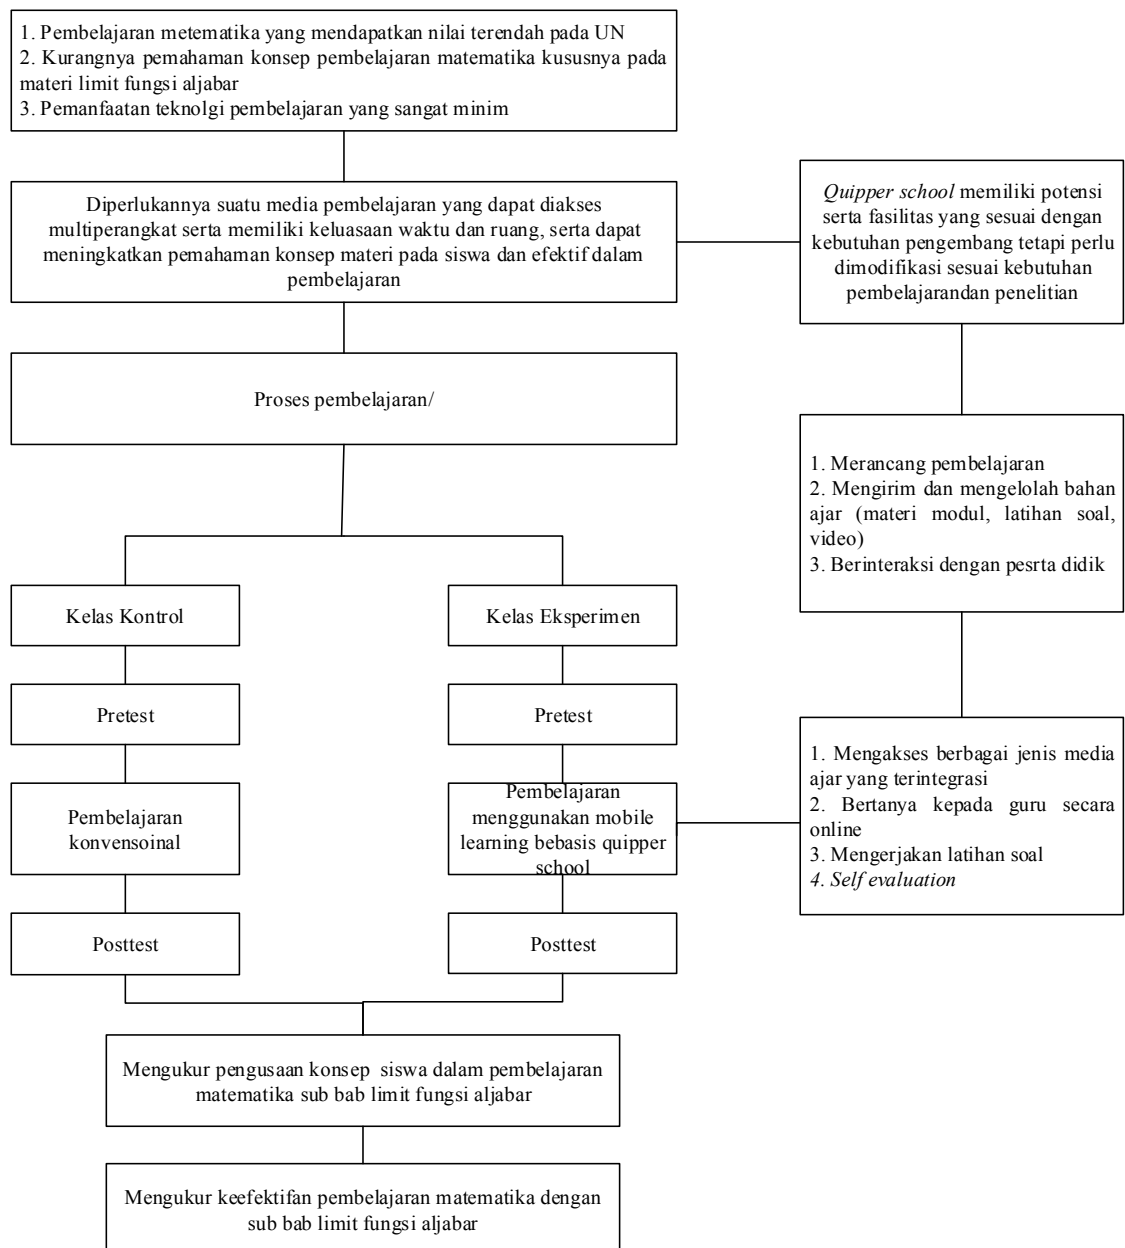 1. Pembelajaran metematika yang mendapatkan nilai terendah pada UN
2. Kurangnya pemahaman konsep pembelajaran matematika kususnya pada
materi limit fungsi aljabar
3. Pemanfaatan teknolgi pembelajaran yang sangat minim
Diperlukannya suatu media pembelajaran yang dapat diakses
multiperangkat serta memiliki keluasaan waktu dan ruang, serta dapat
meningkatkan pemahaman konsep materi pada siswa dan efektif dalam
pembelajaran
Quipper school memiliki potensi
serta fasilitas yang sesuai dengan
kebutuhan pengembang tetapi perlu
dimodifikasi sesuai kebutuhan
pembelajarandan penelitian
Proses pembelajaran/
1. Merancang pembelajaran
2. Mengirim dan mengelolah bahan
ajar (materi modul, latihan soal,
video)
3. Berinteraksi dengan pesrta didik
Kelas Kontrol
Kelas Eksperimen
Pretest
Pretest
Pembelajaran
konvensoinal
Pembelajaran
menggunakan mobile
learning bebasis quipper
school
1. Mengakses berbagai jenis media
ajar yang terintegrasi
2. Bertanya kepada guru secara
online
3. Mengerjakan latihan soal
4. Self evaluation
Posttest
Posttest
Mengukur pengusaan konsep siswa dalam pembelajaran
matematika sub bab limit fungsi aljabar
Mengukur keefektifan pembelajaran matematika dengan
sub bab limit fungsi aljabar